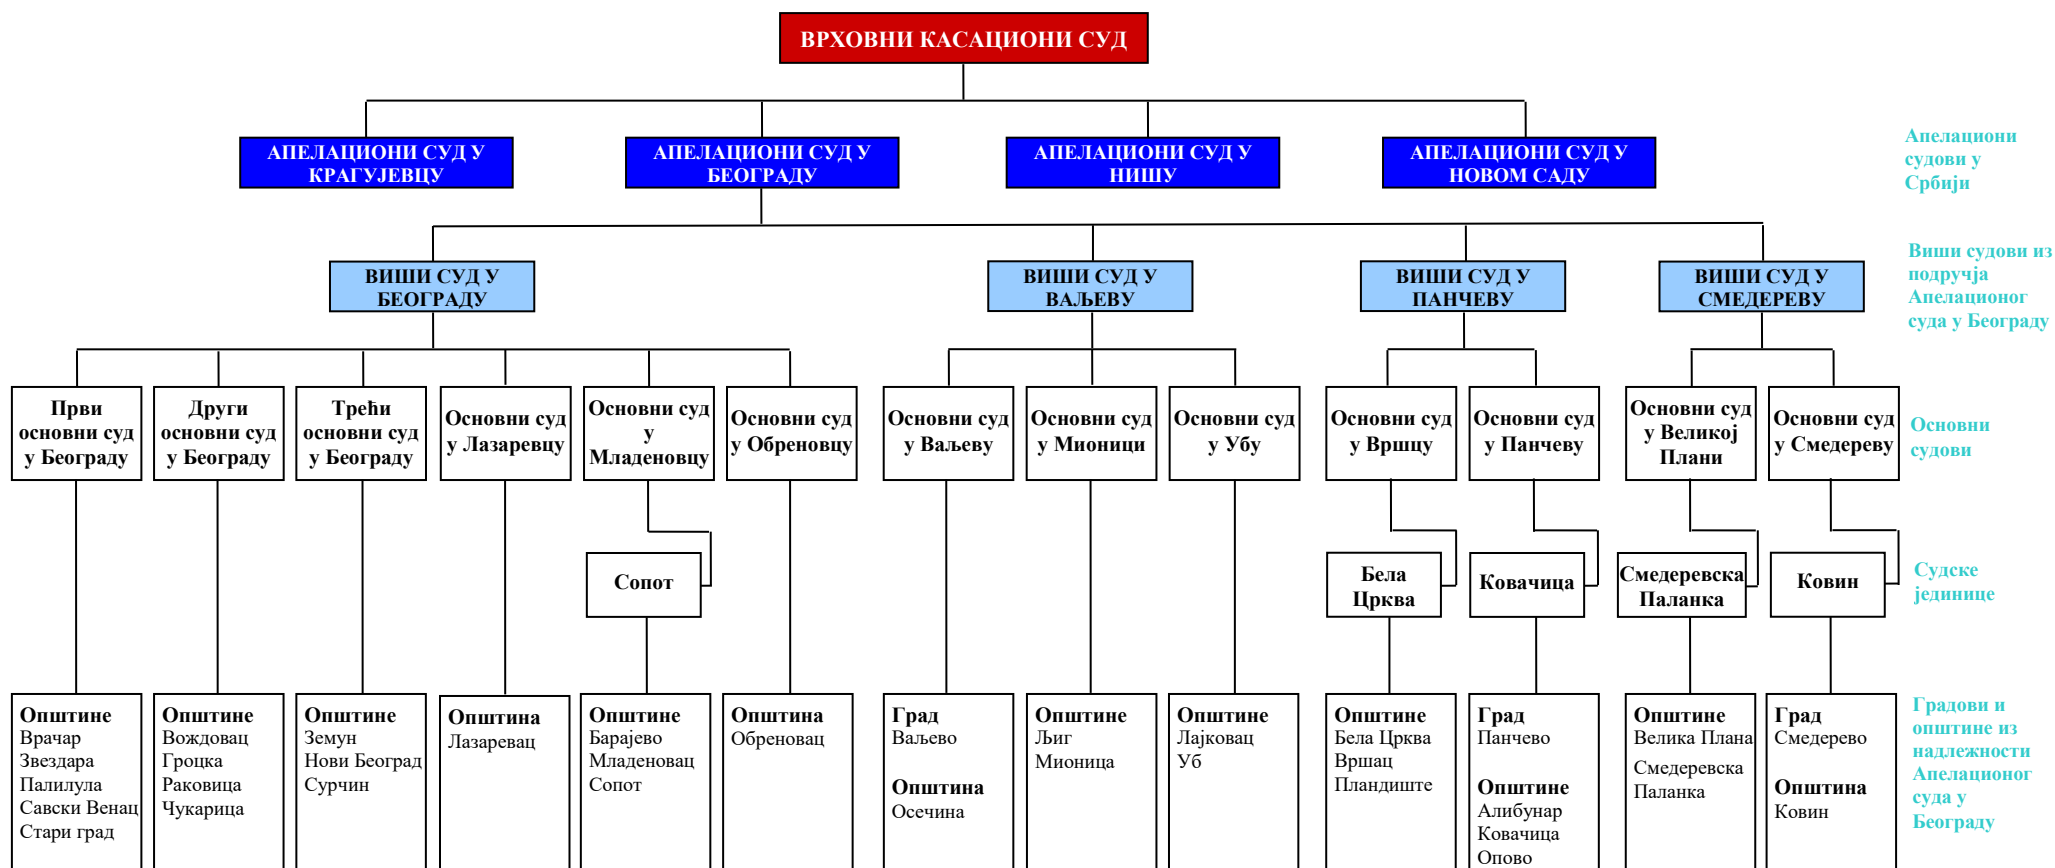 ВРХОВНИ КАСАЦИОНИ СУД
АПЕЛАЦИОНИ СУД У
КРАГУЈЕВЦУ
АПЕЛАЦИОНИ СУД У
БЕОГРАДУ
АПЕЛАЦИОНИ СУД У
НИШУ
АПЕЛАЦИОНИ СУД У
НОВОМ САДУ
Апелациони
судови у
Србији
ВИШИ СУД У
БЕОГРАДУ
ВИШИ СУД У
ВАЉЕВУ
ВИШИ СУД У
ПАНЧЕВУ
ВИШИ СУД У
СМЕДЕРЕВУ
Виши судови из
подручја
Апелационог
суда у Београду
Први
основни суд
у Београду
Други
основни суд
у Београду
Трећи
основни суд
у Београду
Основни суд
у Лазаревцу
Основни суд
у
Младеновцу
Основни суд
у Обреновцу
Основни суд
у Ваљеву
Основни суд
у Мионици
Основни суд
у Убу
Основни суд
у Вршцу
Основни суд
у Панчеву
Основни суд
у Великој
Плани
Основни суд
у Смедереву
Основни
судови
Сопот
Бела
Црква
Ковачица
Смедеревска
Паланка
Ковин
Судске
јединице
Општине
Врачар
Звездара
Палилула
Савски Венац
Стари град
Општине
Вождовац
Гроцка
Раковица
Чукарица
Општине
Земун
Нови Београд
Сурчин
Општина
Лазаревац
Општине
Барајево
Младеновац
Сопот
Општина
Обреновац
Град
Ваљево
Општина
Осечина
Општине
Љиг
Мионица
Општине
Лајковац
Уб
Општине
Бела Црква
Вршац
Пландиште
Град
Панчево
Општине
Алибунар
Ковачица
Опово
Општине
Велика Плана
Смедеревска
Паланка
Град
Смедерево
Општина
Ковин
Градови и
општине из
надлежности
Апелационог
суда у
Београду